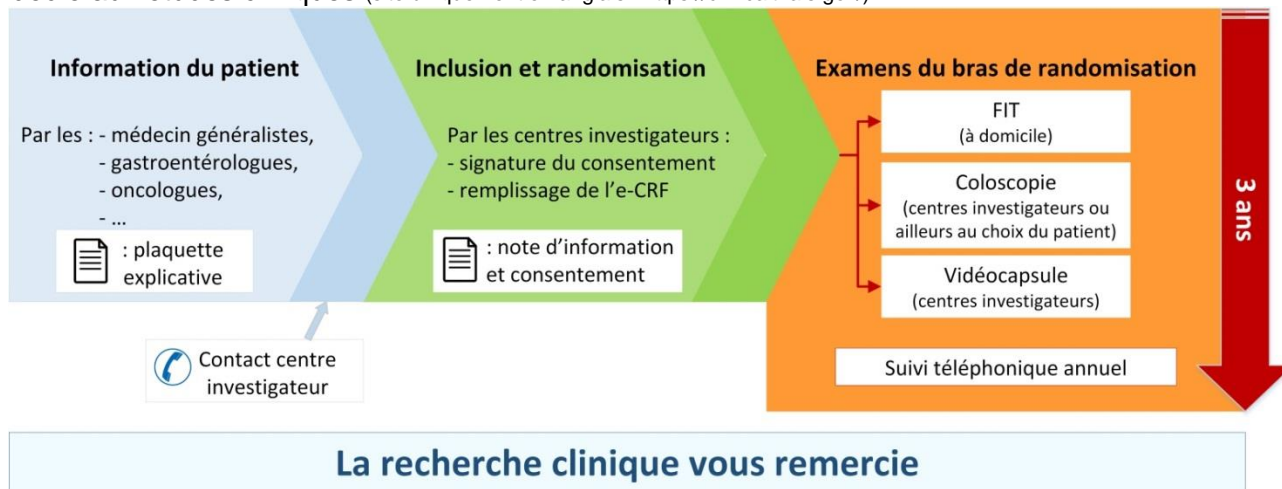 Information du patient
Par les : - médecin généralistes,
- gastroentérologues,
- oncologues,
- ...
: plaquette
explicative
Contact centre
investigateur
Inclusion et randomisation
Par les centres investigateurs :
- signature du consentement
- remplissage de l'e-CRF
: note d'information
et consentement
Examens du bras de randomisation
FIT
(à domicile)
Coloscopie
(centres investigateurs ou
ailleurs au choix du patient)
Vidéocapsule
(centres investigateurs)
Suivi téléphonique annuel
3 ans
La recherche clinique vous remercie